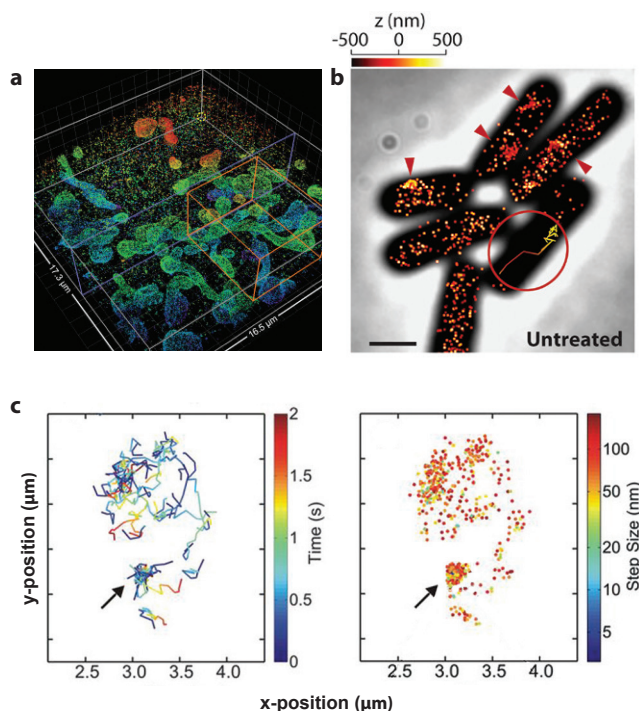 z (nm)
-500 0 500
a
b
17.3 µm
16.5 µm
Untreated
c
y-position (µm)
2
1.5
1
0.5
0
Time (s)
2.5 3.0 3.5 4.0
100
50
20
10
5
Step Size (nm)
2.5 3.0 3.5 4.0
x-position (µm)